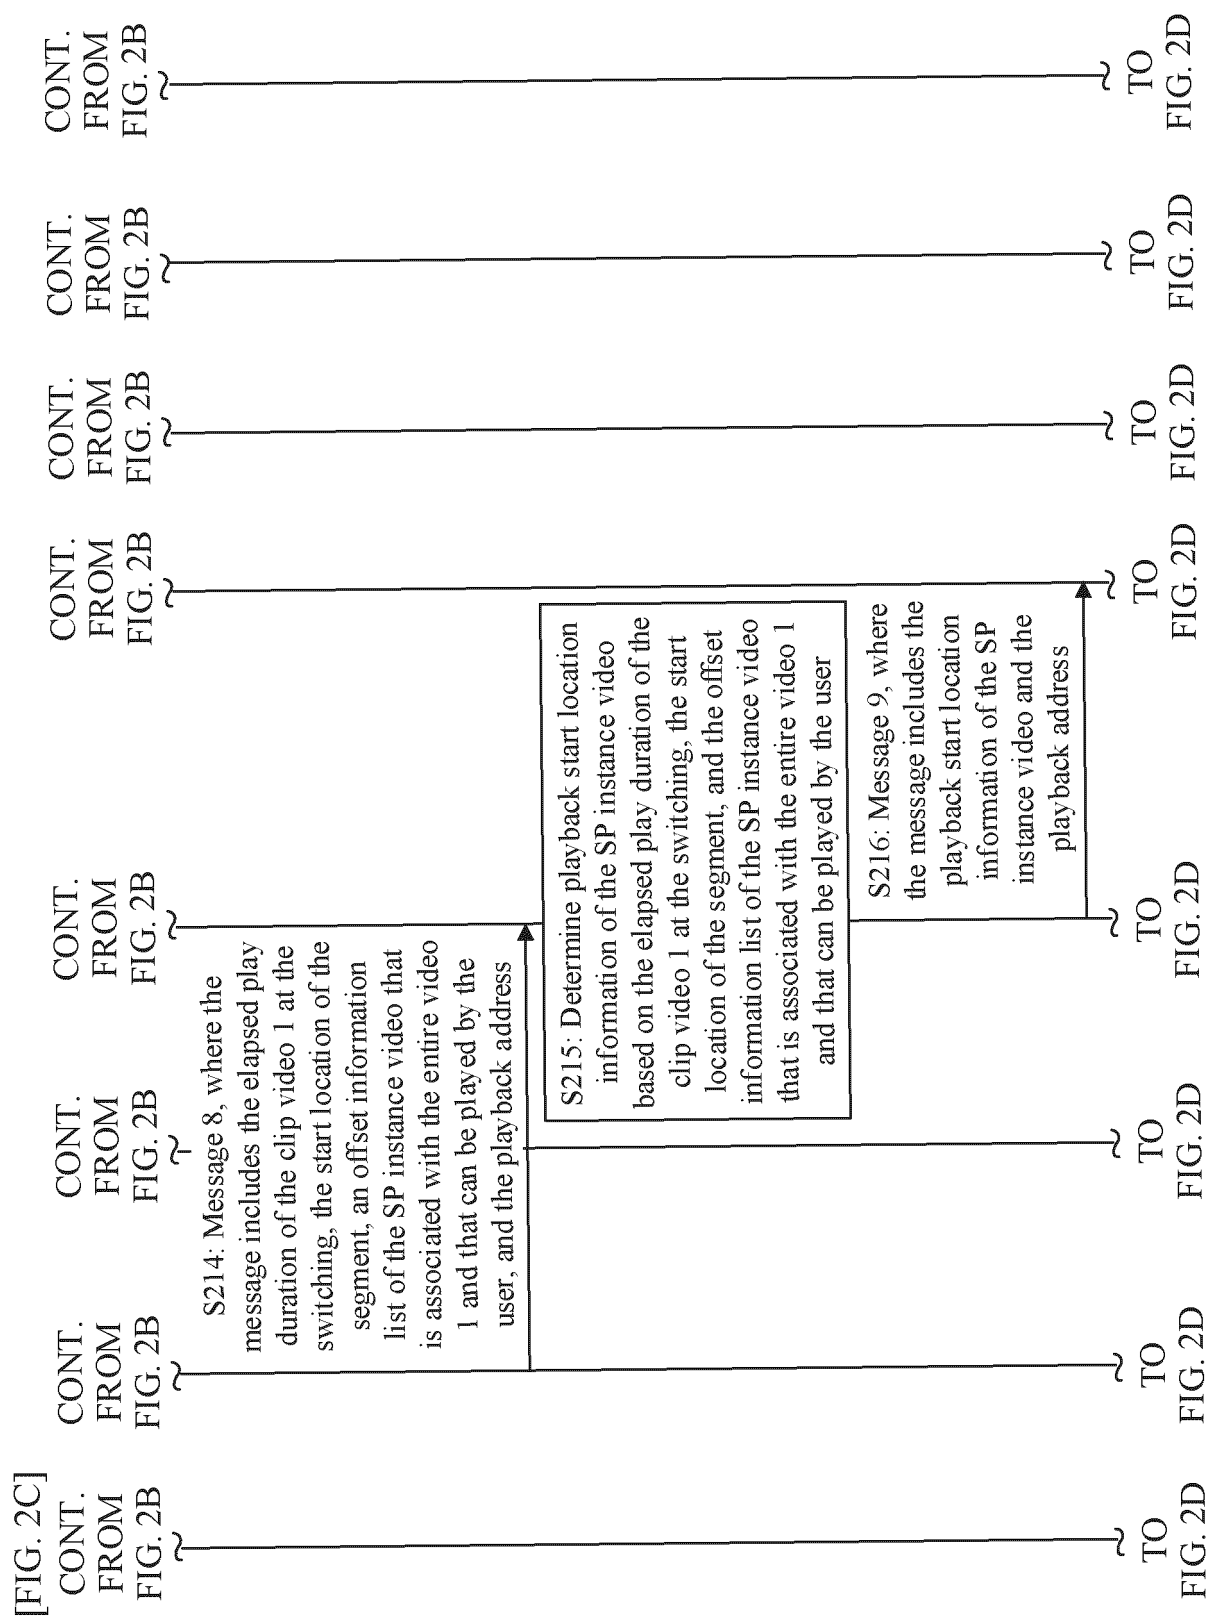 [FIG. 2C]
CONT.
FROM
FIG. 2B
CONT.
FROM
FIG. 2B
CONT.
FROM
FIG. 2B
CONT.
FROM
FIG. 2B
CONT.
FROM
FIG. 2B
CONT.
FROM
FIG. 2B
CONT.
FROM
FIG. 2B
CONT.
FROM
FIG. 2B
S214: Message 8, where the
message includes the elapsed play
duration of the clip video 1 at the
switching, the start location of the
segment, an offset information
list of the SP instance video that
is associated with the entire video
1 and that can be played by the
user, and the playback address
S215: Determine playback start location
information of the SP instance video
based on the elapsed play duration of the
clip video 1 at the switching, the start
location of the segment, and the offset
information list of the SP instance video
that is associated with the entire video 1
and that can be played by the user
S216: Message 9, where
the message includes the
playback start location
information of the SP
instance video and the
playback address
TO
FIG. 2D
TO
FIG. 2D
TO
FIG. 2D
TO
FIG. 2D
TO
FIG. 2D
TO
FIG. 2D
TO
FIG. 2D
TO
FIG. 2D